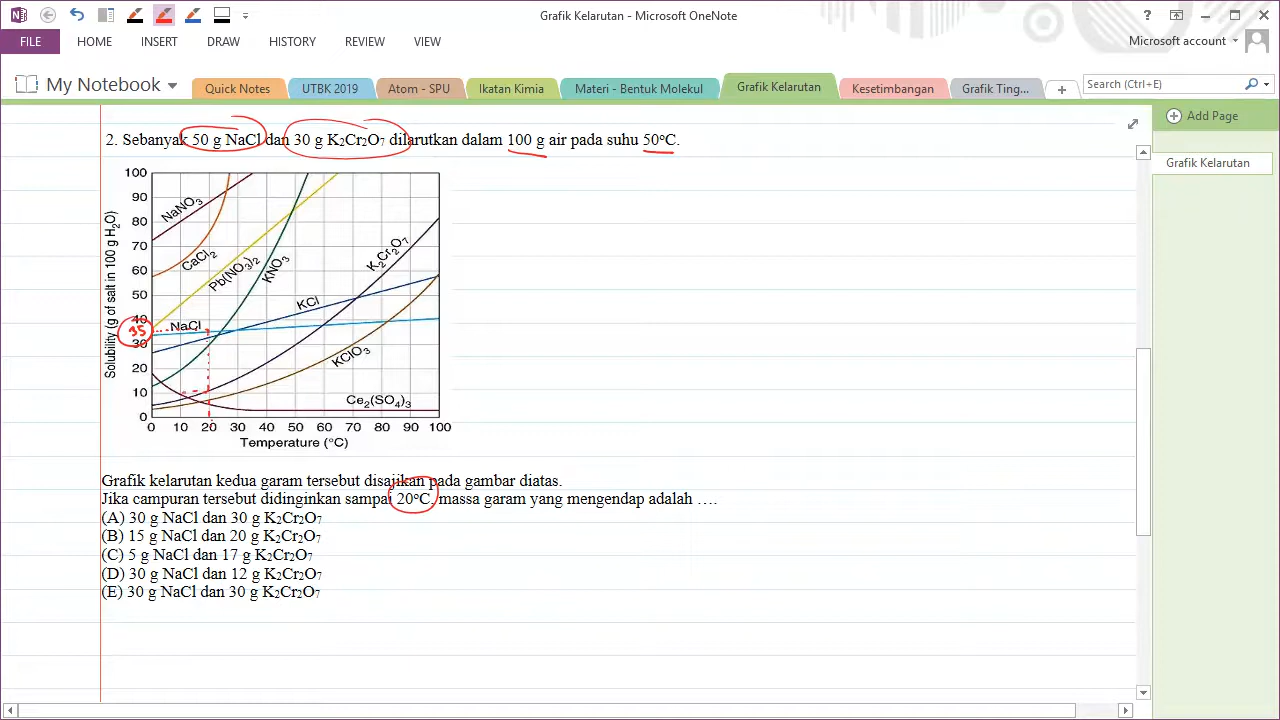 Grafik Kelarutan - Microsoft OneNote
?
FILE HOME INSERT DRAW HISTORY REVIEW VIEW
Microsoft account
My Notebook
Quick Notes UTBK 2019 Atom - SPU Ikatan Kimia Materi - Bentuk Molekul Grafik Kelarutan Kesetimbangan Grafik Ting...
Search (Ctrl+E)
Add Page
Grafik Kelarutan
2. Sebanyak 50 g NaCl dan 30 g K₂Cr₂O₇ dilarutkan dalam 100 g air pada suhu 50°C.
Solubility (g of salt in 100 g H₂O)
100
90
80
70
60
50
40
30
20
10
0
35
NaNO₃
CaCl₂
Pb(NO₃)₂
KNO₃
K₂Cr₂O₇
KCl
NaCl
KClO₃
Ce₂(SO₄)₃
0 10 20 30 40 50 60 70 80 90 100
Temperature (°C)
Grafik kelarutan kedua garam tersebut disajikan pada gambar diatas.
Jika campuran tersebut didinginkan sampai 20°C, massa garam yang mengendap adalah ….
(A) 30 g NaCl dan 30 g K₂Cr₂O₇
(B) 15 g NaCl dan 20 g K₂Cr₂O₇
(C) 5 g NaCl dan 17 g K₂Cr₂O₇
(D) 30 g NaCl dan 12 g K₂Cr₂O₇
(E) 30 g NaCl dan 30 g K₂Cr₂O₇